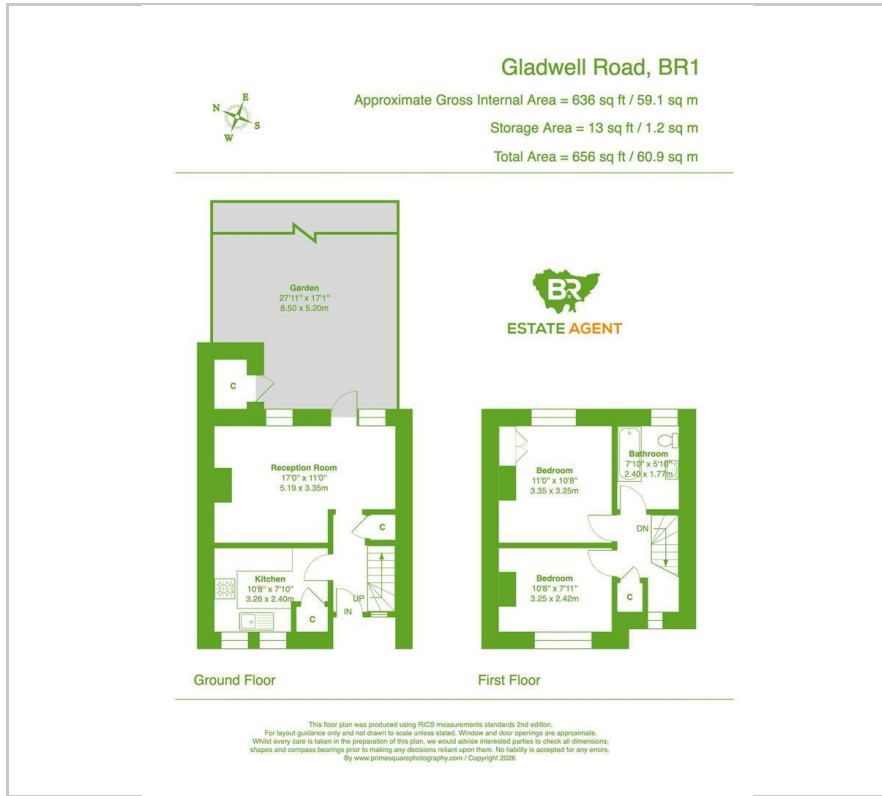 Gladwell Road, BR1
Approximate Gross Internal Area = 636 sq ft / 59.1 sq m
Storage Area = 13 sq ft / 1.2 sq m
Total Area = 656 sq ft / 60.9 sq m
N
E
S
W
Garden
27'11" x 17'1"
8.50 x 5.20m
BR
ESTATE AGENT
C
Reception Room
17'0" x 11'0"
5.19 x 3.35m
C
Kitchen
10'8" x 7'10"
3.26 x 2.40m
UP
IN
C
Bedroom
11'0" x 10'8"
3.35 x 3.25m
Bathroom
7'10" x 5'10"
2.40 x 1.77m
DN
Bedroom
10'8" x 7'11"
3.25 x 2.42m
C
Ground Floor
First Floor
This floor plan was produced using RICS measurements standards 2nd edition.
For layout guidance only and not drawn to scale unless stated. Window and door openings are approximate.
Whilst every care is taken in the preparation of this plan, we would advise interested parties to check all dimensions,
shapes and compass bearings prior to making any decisions reliant upon them. No liability is accepted for any errors.
By www.primesquarephotography.com / Copyright 2026